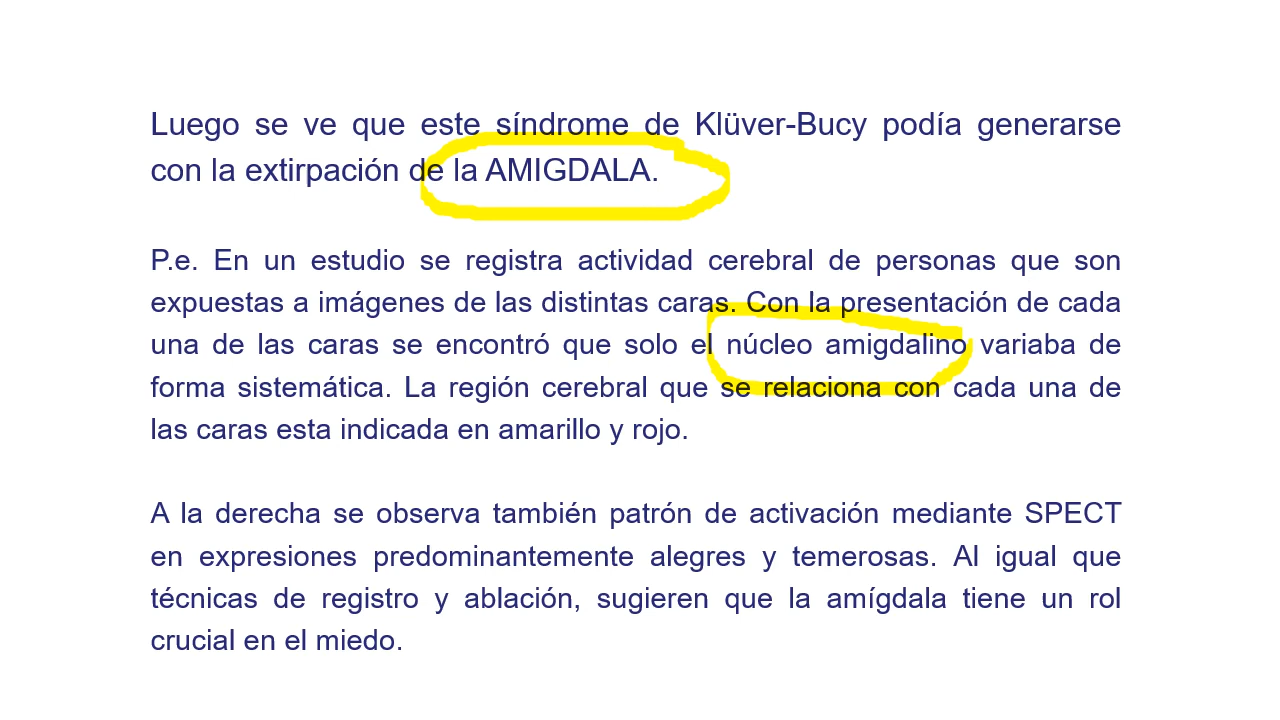 Luego se ve que este síndrome de Klüver-Bucy podía generarse
con la extirpación de la AMIGDALA.
P.e. En un estudio se registra actividad cerebral de personas que son
expuestas a imágenes de las distintas caras. Con la presentación de cada
una de las caras se encontró que solo el núcleo amigdalino variaba de
forma sistemática. La región cerebral que se relaciona con cada una de
las caras esta indicada en amarillo y rojo.
A la derecha se observa también patrón de activación mediante SPECT
en expresiones predominantemente alegres y temerosas. Al igual que
técnicas de registro y ablación, sugieren que la amígdala tiene un rol
crucial en el miedo.